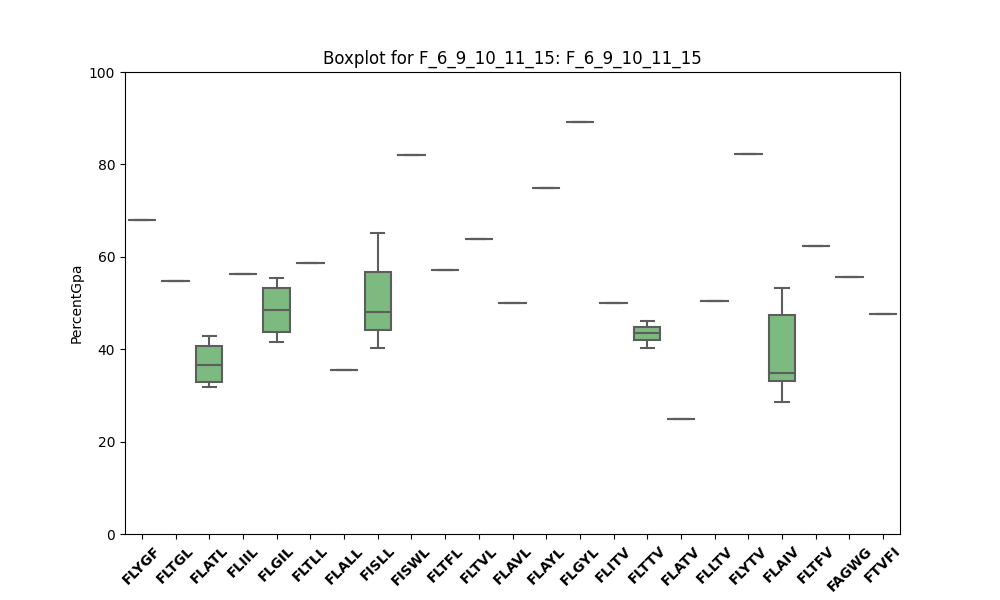 Boxplot for F_6_9_10_11_15: F_6_9_10_11_15
PercentGpa
100
80
60
40
20
0
FLYGF
FLTGL
FLATL
FLIIL
FLGIL
FLTLL
FLALL
FISLL
FISWL
FLTFL
FLTVL
FLAVL
FLAYL
FLGYL
FLITV
FLTTV
FLATV
FLLTV
FLYTV
FLAIV
FLTFV
FAGWG
FTVFI